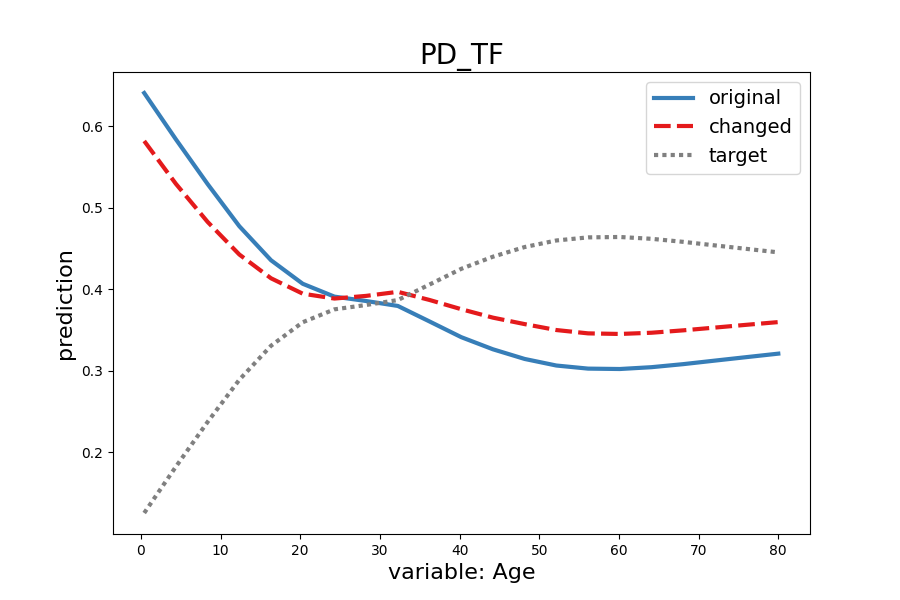 PD_TF
original
changed
target
prediction
0.6
0.5
0.4
0.3
0.2
0 10 20 30 40 50 60 70 80
variable: Age